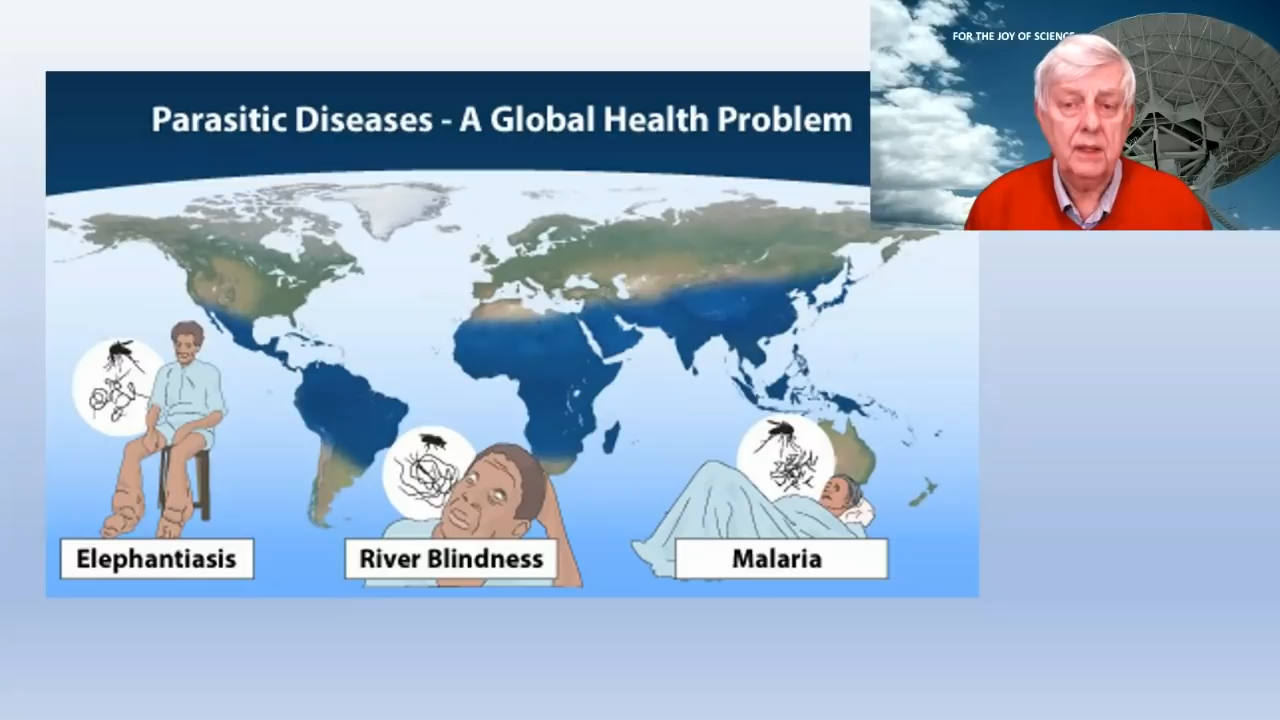 FOR THE JOY OF SCIENCE
Parasitic Diseases - A Global Health Problem
Elephantiasis
River Blindness
Malaria